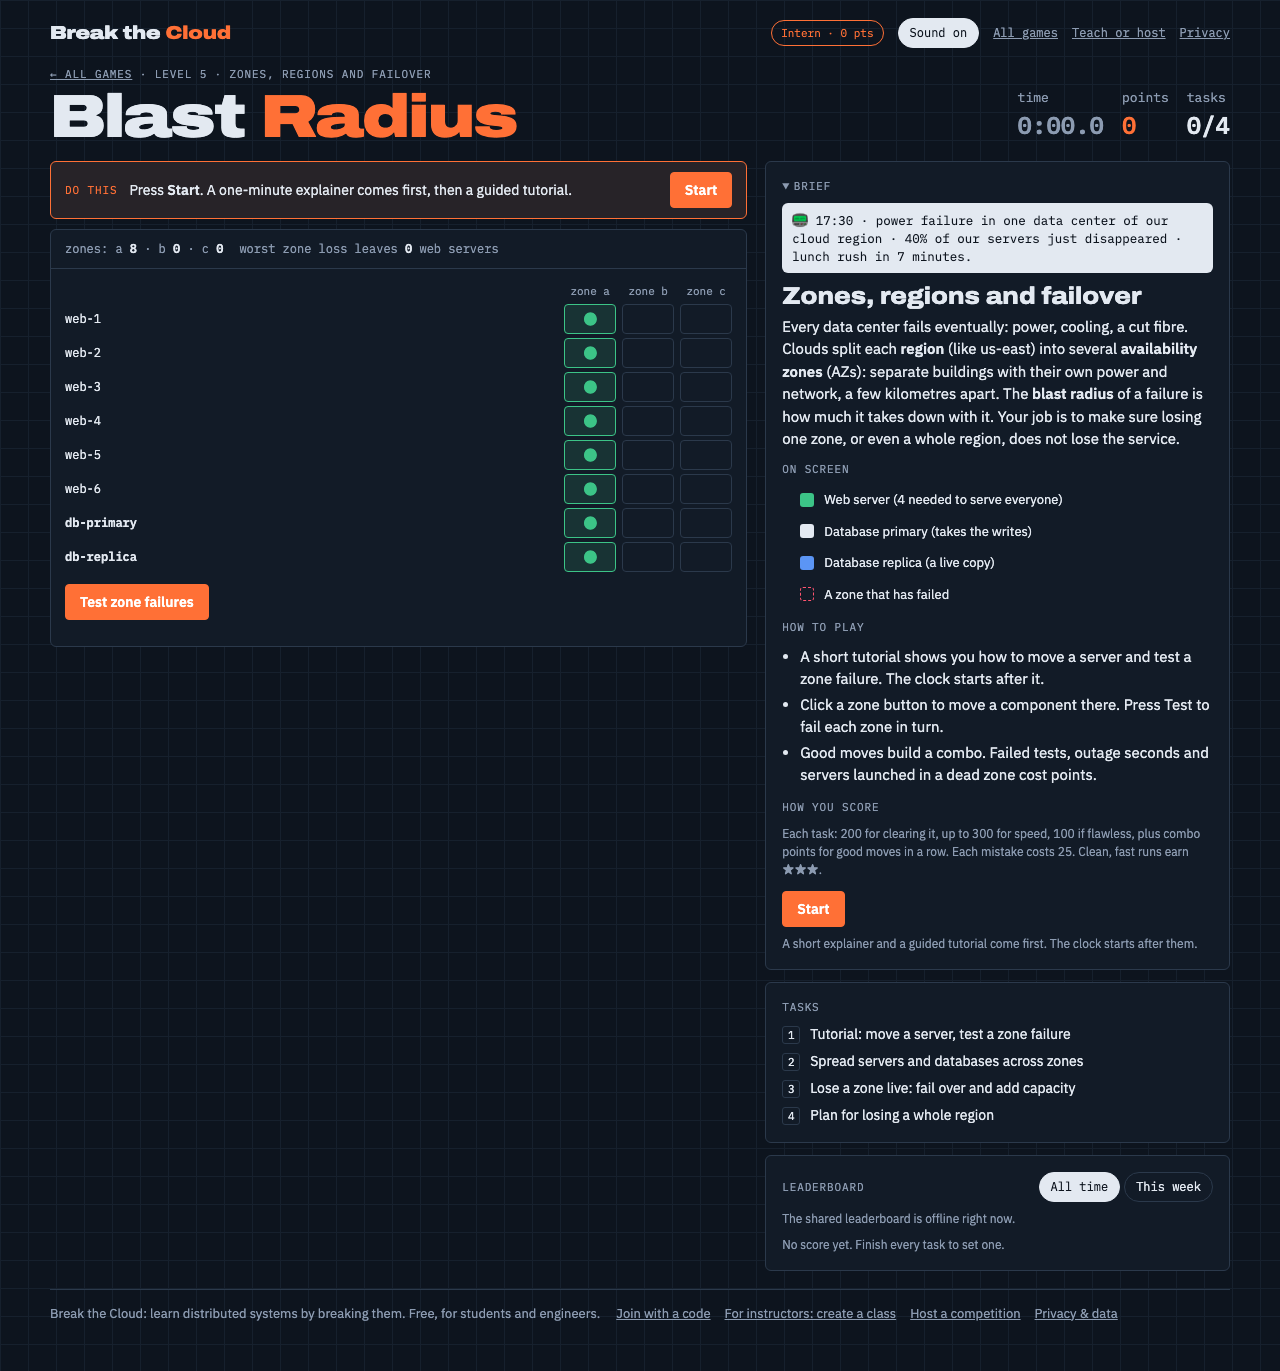 Break the Cloud
Intern · 0 pts
Sound on
All games
Teach or host
Privacy
← ALL GAMES · LEVEL 5 · ZONES, REGIONS AND FAILOVER
Blast Radius
time
0:00.0
points
0
tasks
0/4
DO THIS
Press Start. A one-minute explainer comes first, then a guided tutorial.
Start
zones: a 8 · b 0 · c 0 worst zone loss leaves 0 web servers
zone a zone b zone c
web-1
web-2
web-3
web-4
web-5
web-6
db-primary
db-replica
Test zone failures
▼ BRIEF
17:30 · power failure in one data center of our
cloud region · 40% of our servers just disappeared ·
lunch rush in 7 minutes.
Zones, regions and failover
Every data center fails eventually: power, cooling, a cut fibre.
Clouds split each region (like us-east) into several availability
zones (AZs): separate buildings with their own power and
network, a few kilometres apart. The blast radius of a failure is
how much it takes down with it. Your job is to make sure losing
one zone, or even a whole region, does not lose the service.
ON SCREEN
Web server (4 needed to serve everyone)
Database primary (takes the writes)
Database replica (a live copy)
A zone that has failed
HOW TO PLAY
• A short tutorial shows you how to move a server and test a
zone failure. The clock starts after it.
• Click a zone button to move a component there. Press Test to
fail each zone in turn.
• Good moves build a combo. Failed tests, outage seconds and
servers launched in a dead zone cost points.
HOW YOU SCORE
Each task: 200 for clearing it, up to 300 for speed, 100 if flawless, plus combo
points for good moves in a row. Each mistake costs 25. Clean, fast runs earn
★★★.
Start
A short explainer and a guided tutorial come first. The clock starts after them.
TASKS
1 Tutorial: move a server, test a zone failure
2 Spread servers and databases across zones
3 Lose a zone live: fail over and add capacity
4 Plan for losing a whole region
LEADERBOARD
All time
This week
The shared leaderboard is offline right now.
No score yet. Finish every task to set one.
Break the Cloud: learn distributed systems by breaking them. Free, for students and engineers.
Join with a code
For instructors: create a class
Host a competition
Privacy & data